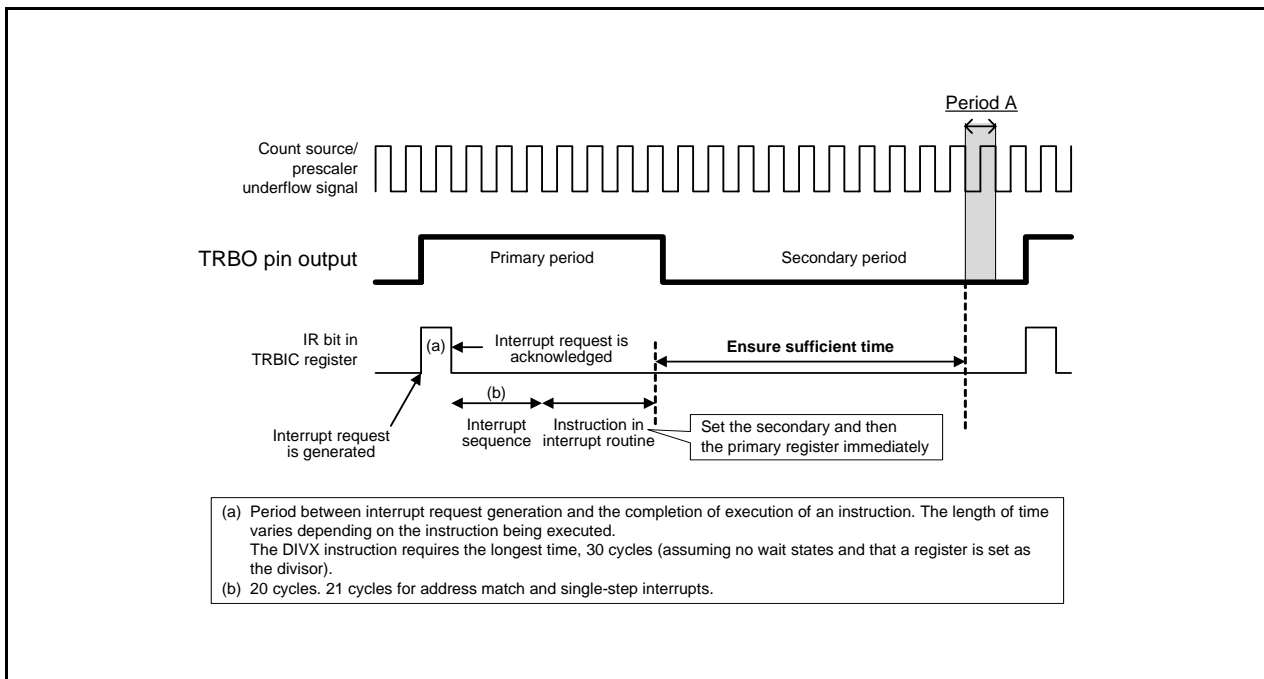 Period A
Count source/
prescaler
underflow signal
TRBO pin output
Primary period
Secondary period
IR bit in
TRBIC register
(a)
Interrupt request is
acknowledged
Ensure sufficient time
(b)
Interrupt
sequence
Instruction in
interrupt routine
Set the secondary and then
the primary register immediately
Interrupt request
is generated
(a) Period between interrupt request generation and the completion of execution of an instruction. The length of time
varies depending on the instruction being executed.
The DIVX instruction requires the longest time, 30 cycles (assuming no wait states and that a register is set as
the divisor).
(b) 20 cycles. 21 cycles for address match and single-step interrupts.